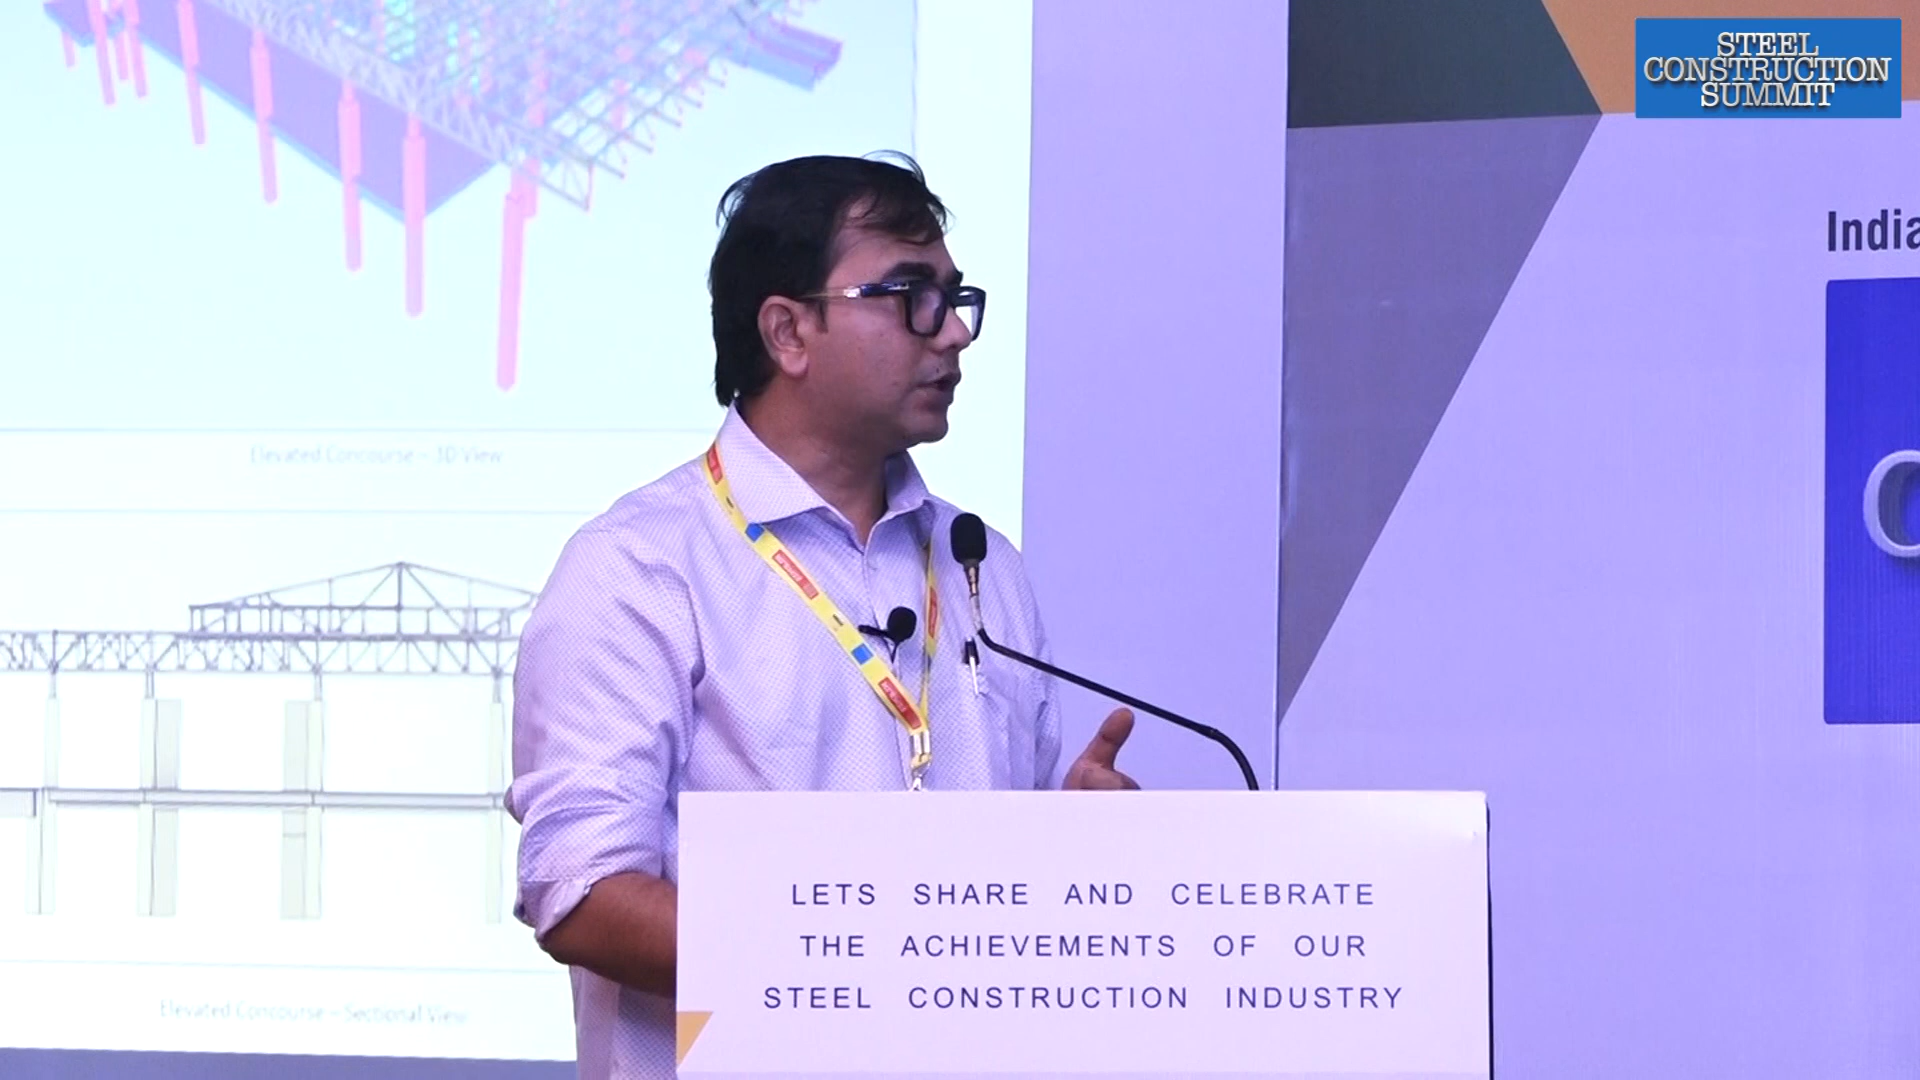 STEEL
CONSTRUCTION
SUMMIT
India
Elevated Concourse - 3D View
Elevated Concourse - Sectional View
LETS SHARE AND CELEBRATE
THE ACHIEVEMENTS OF OUR
STEEL CONSTRUCTION INDUSTRY